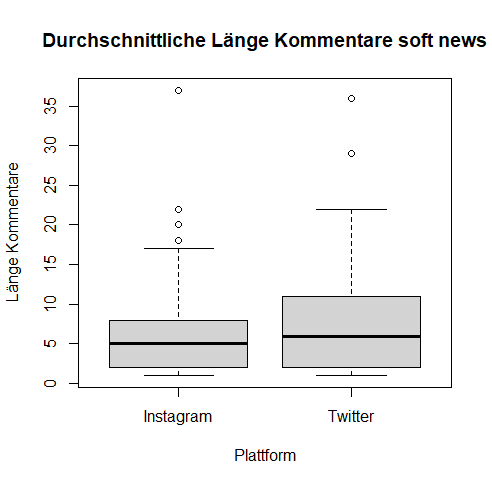 Durchschnittliche Länge Kommentare soft news
Länge Kommentare
35
30
25
20
15
10
5
0
Instagram
Twitter
Plattform